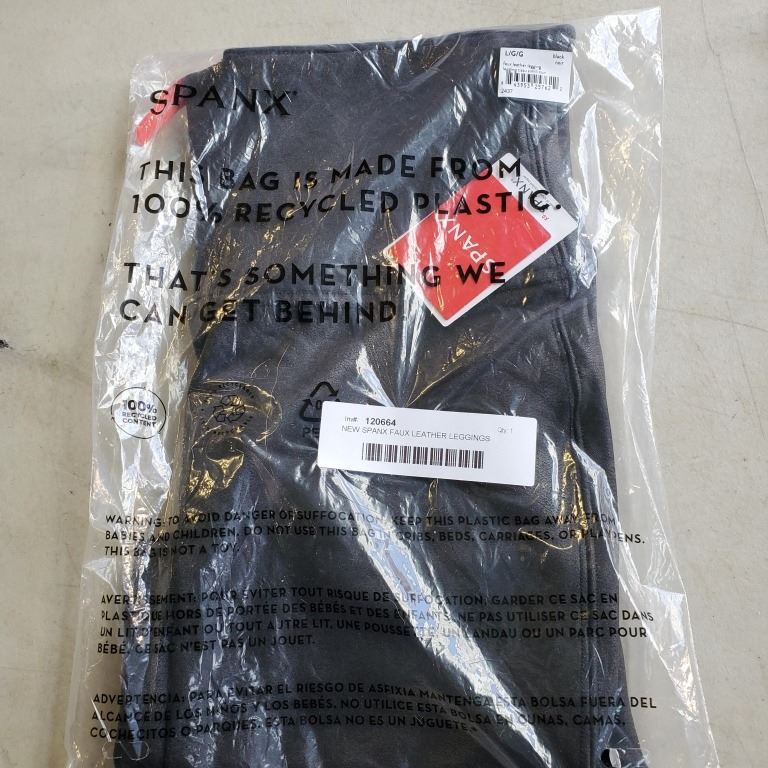 L/G/G
black
noir
faux leather legging
2437
SPANX
THIS BAG IS MADE FROM
100% RECYCLED PLASTIC.
SPANX
SPANX
THAT'S SOMETHING WE
CAN GET BEHIND.
100%
RECYCLED
CONTENT
Inv#: 120664 Qty: 1
NEW SPANX FAUX LEATHER LEGGINGS
WARNING: TO AVOID DANGER OF SUFFOCATION, KEEP THIS PLASTIC BAG AWAY FROM
BABIES AND CHILDREN. DO NOT USE THIS BAG IN CRIBS, BEDS, CARRIAGES, OR PLAYPENS.
THIS BAG IS NOT A TOY.
AVERTISSEMENT: POUR ÉVITER TOUT RISQUE DE SUFFOCATION, GARDER CE SAC EN
PLASTIQUE HORS DE PORTÉE DES BÉBÉS ET DES ENFANTS. NE PAS UTILISER CE SAC DANS
UN LIT D'ENFANT OU TOUT AUTRE LIT, UNE POUSSETTE, UN LANDAU OU UN PARC POUR
BÉBÉ. CE SAC N'EST PAS UN JOUET.
ADVERTENCIA: PARA EVITAR EL RIESGO DE ASFIXIA MANTENGA ESTA BOLSA FUERA DEL
ALCANCE DE LOS NIÑOS Y LOS BEBÉS. NO UTILICE ESTA BOLSA EN CUNAS, CAMAS,
COCHECITOS O PARQUES. ESTA BOLSA NO ES UN JUGUETE.